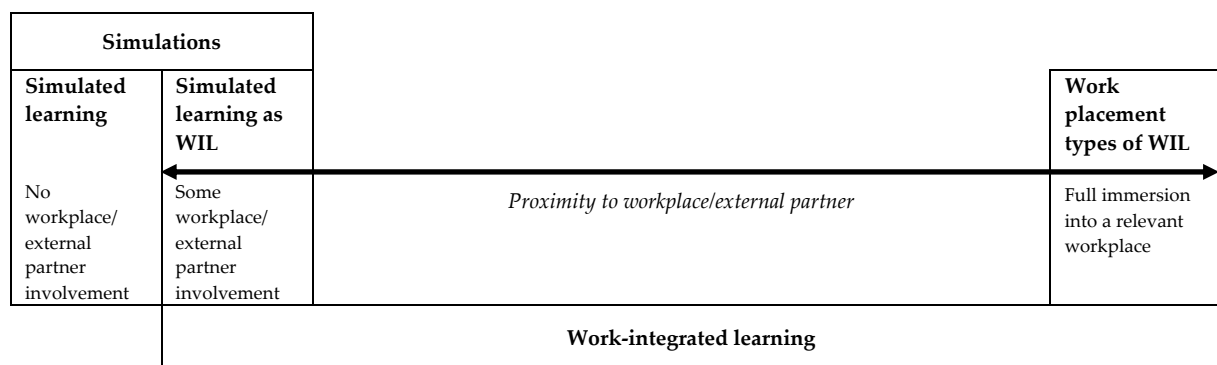 Simulations
Simulated
learning
Simulated
learning as
WIL
Work
placement
types of WIL
No
workplace/
external
partner
involvement
Some
workplace/
external
partner
involvement
Proximity to workplace/external partner
Full immersion
into a relevant
workplace
Work-integrated learning